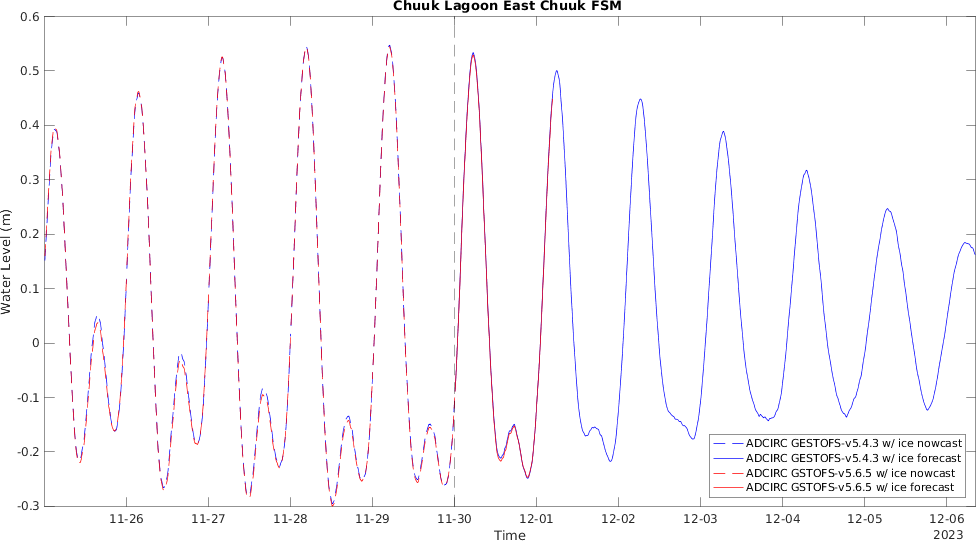 Chuuk Lagoon East Chuuk FSM
0.6
0.5
0.4
0.3
0.2
0.1
0
-0.1
-0.2
-0.3
Water Level (m)
ADCIRC GESTOFS-v5.4.3 w/ ice nowcast
ADCIRC GESTOFS-v5.4.3 w/ ice forecast
ADCIRC GSTOFS-v5.6.5 w/ ice nowcast
ADCIRC GSTOFS-v5.6.5 w/ ice forecast
11-26 11-27 11-28 11-29 11-30 12-01 12-02 12-03 12-04 12-05 12-06
Time
2023